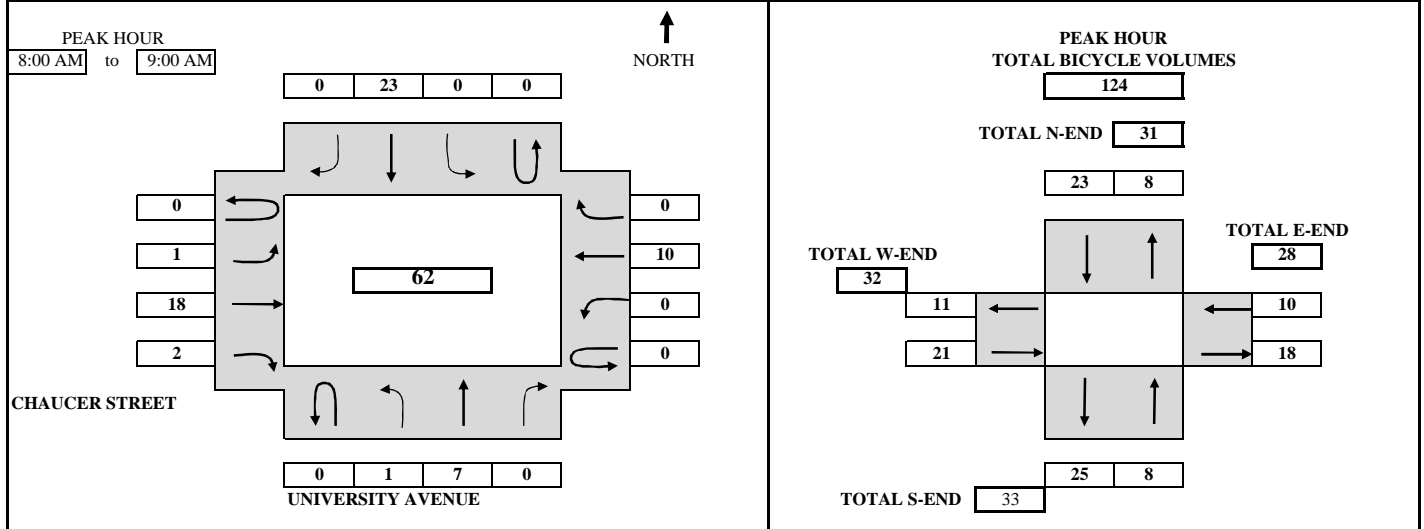 PEAK HOUR
8:00 AM to 9:00 AM
NORTH
0 23 0 0
0 0
1 10
62
18 0
2 0
CHAUCER STREET
0 1 7 0
UNIVERSITY AVENUE
PEAK HOUR
TOTAL BICYCLE VOLUMES
124
TOTAL N-END 31
23 8
TOTAL E-END
28
TOTAL W-END
32
11 10
21 18
25 8
TOTAL S-END 33